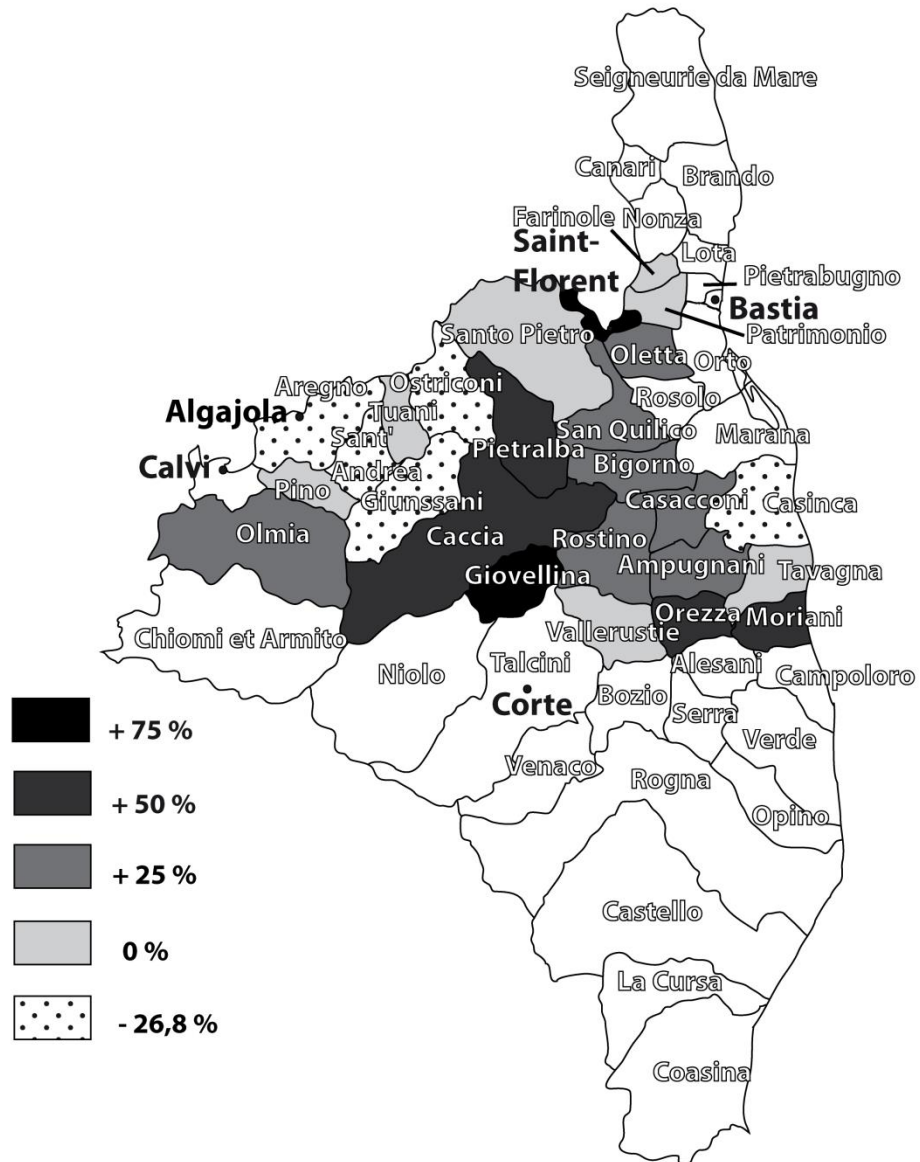 Seigneurie da Mare
Canari
Brando
Farinole
Nonza
Saint-
Florent
Lota
Pietrabugno
Bastia
Patrimonio
Santo Pietro
Oletta
Orto
Aregno
Ostriconi
Rosolo
Algajola
Tuani
Sant'
Andréa
San Quilico
Marana
Pietralba
Calvi
Bigorno
Pino
Giunssani
Casacconi
Casinca
Olmia
Caccia
Rostino
Giovellina
Ampugnani
Tavagna
Orezza
Moriani
Chiomi et Armito
Vallerustie
Niolo
Talcini
Alesani
Campoloro
Corte
Bozio
Serra
Verde
Venaco
Rogna
Opino
Castello
La Cursa
Coasina
+ 75 %
+ 50 %
+ 25 %
0 %
- 26,8 %